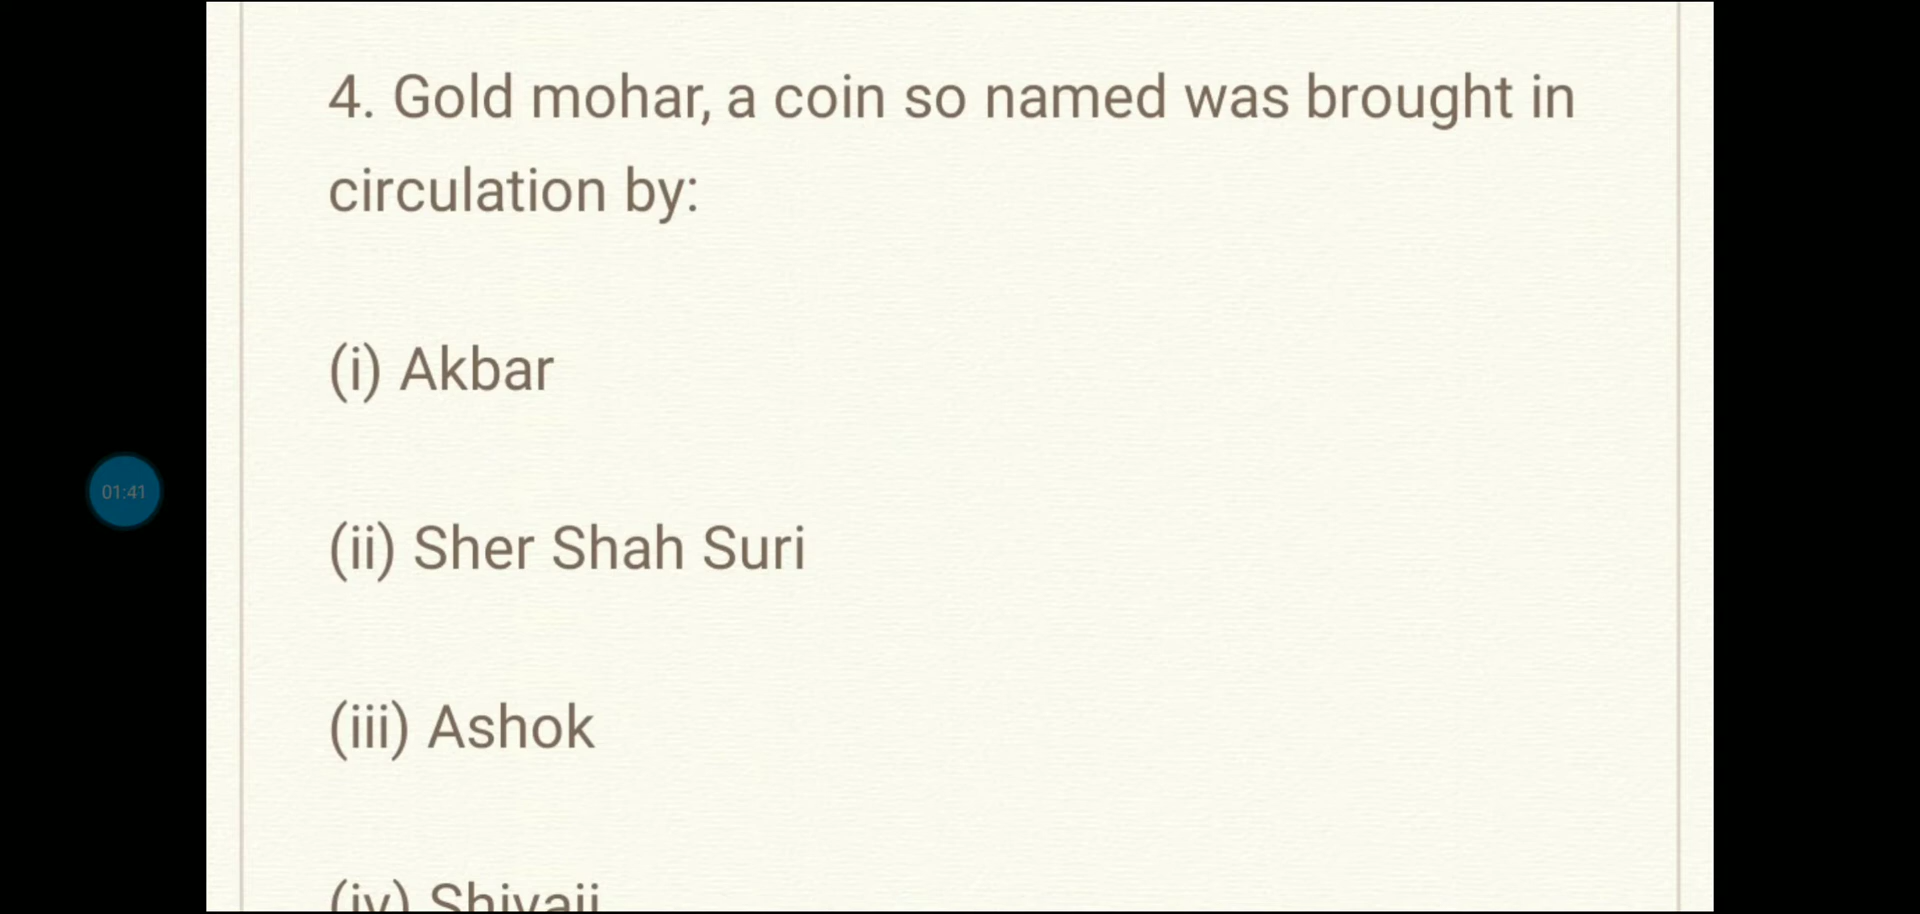 4. Gold mohar, a coin so named was brought in
circulation by:
(i) Akbar
(ii) Sher Shah Suri
01:41
(iii) Ashok
(iv) Shivaji